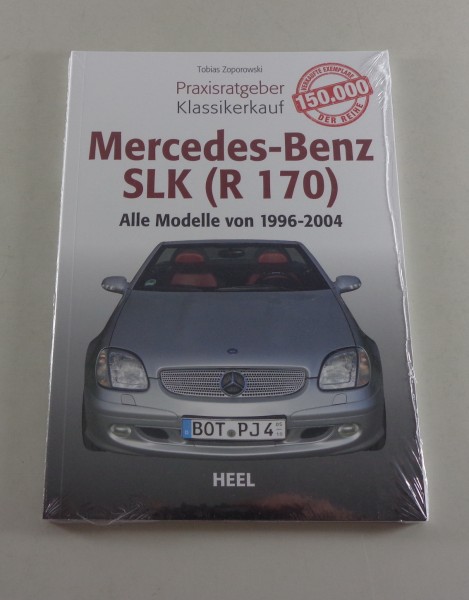 Tobias Zoporowski
Praxisratgeber
Klassikerkauf
VERKAUFTE EXEMPLARE
150.000
DER REIHE
Mercedes-Benz
SLK (R 170)
Alle Modelle von 1996-2004
BOT PJ 4
HEEL